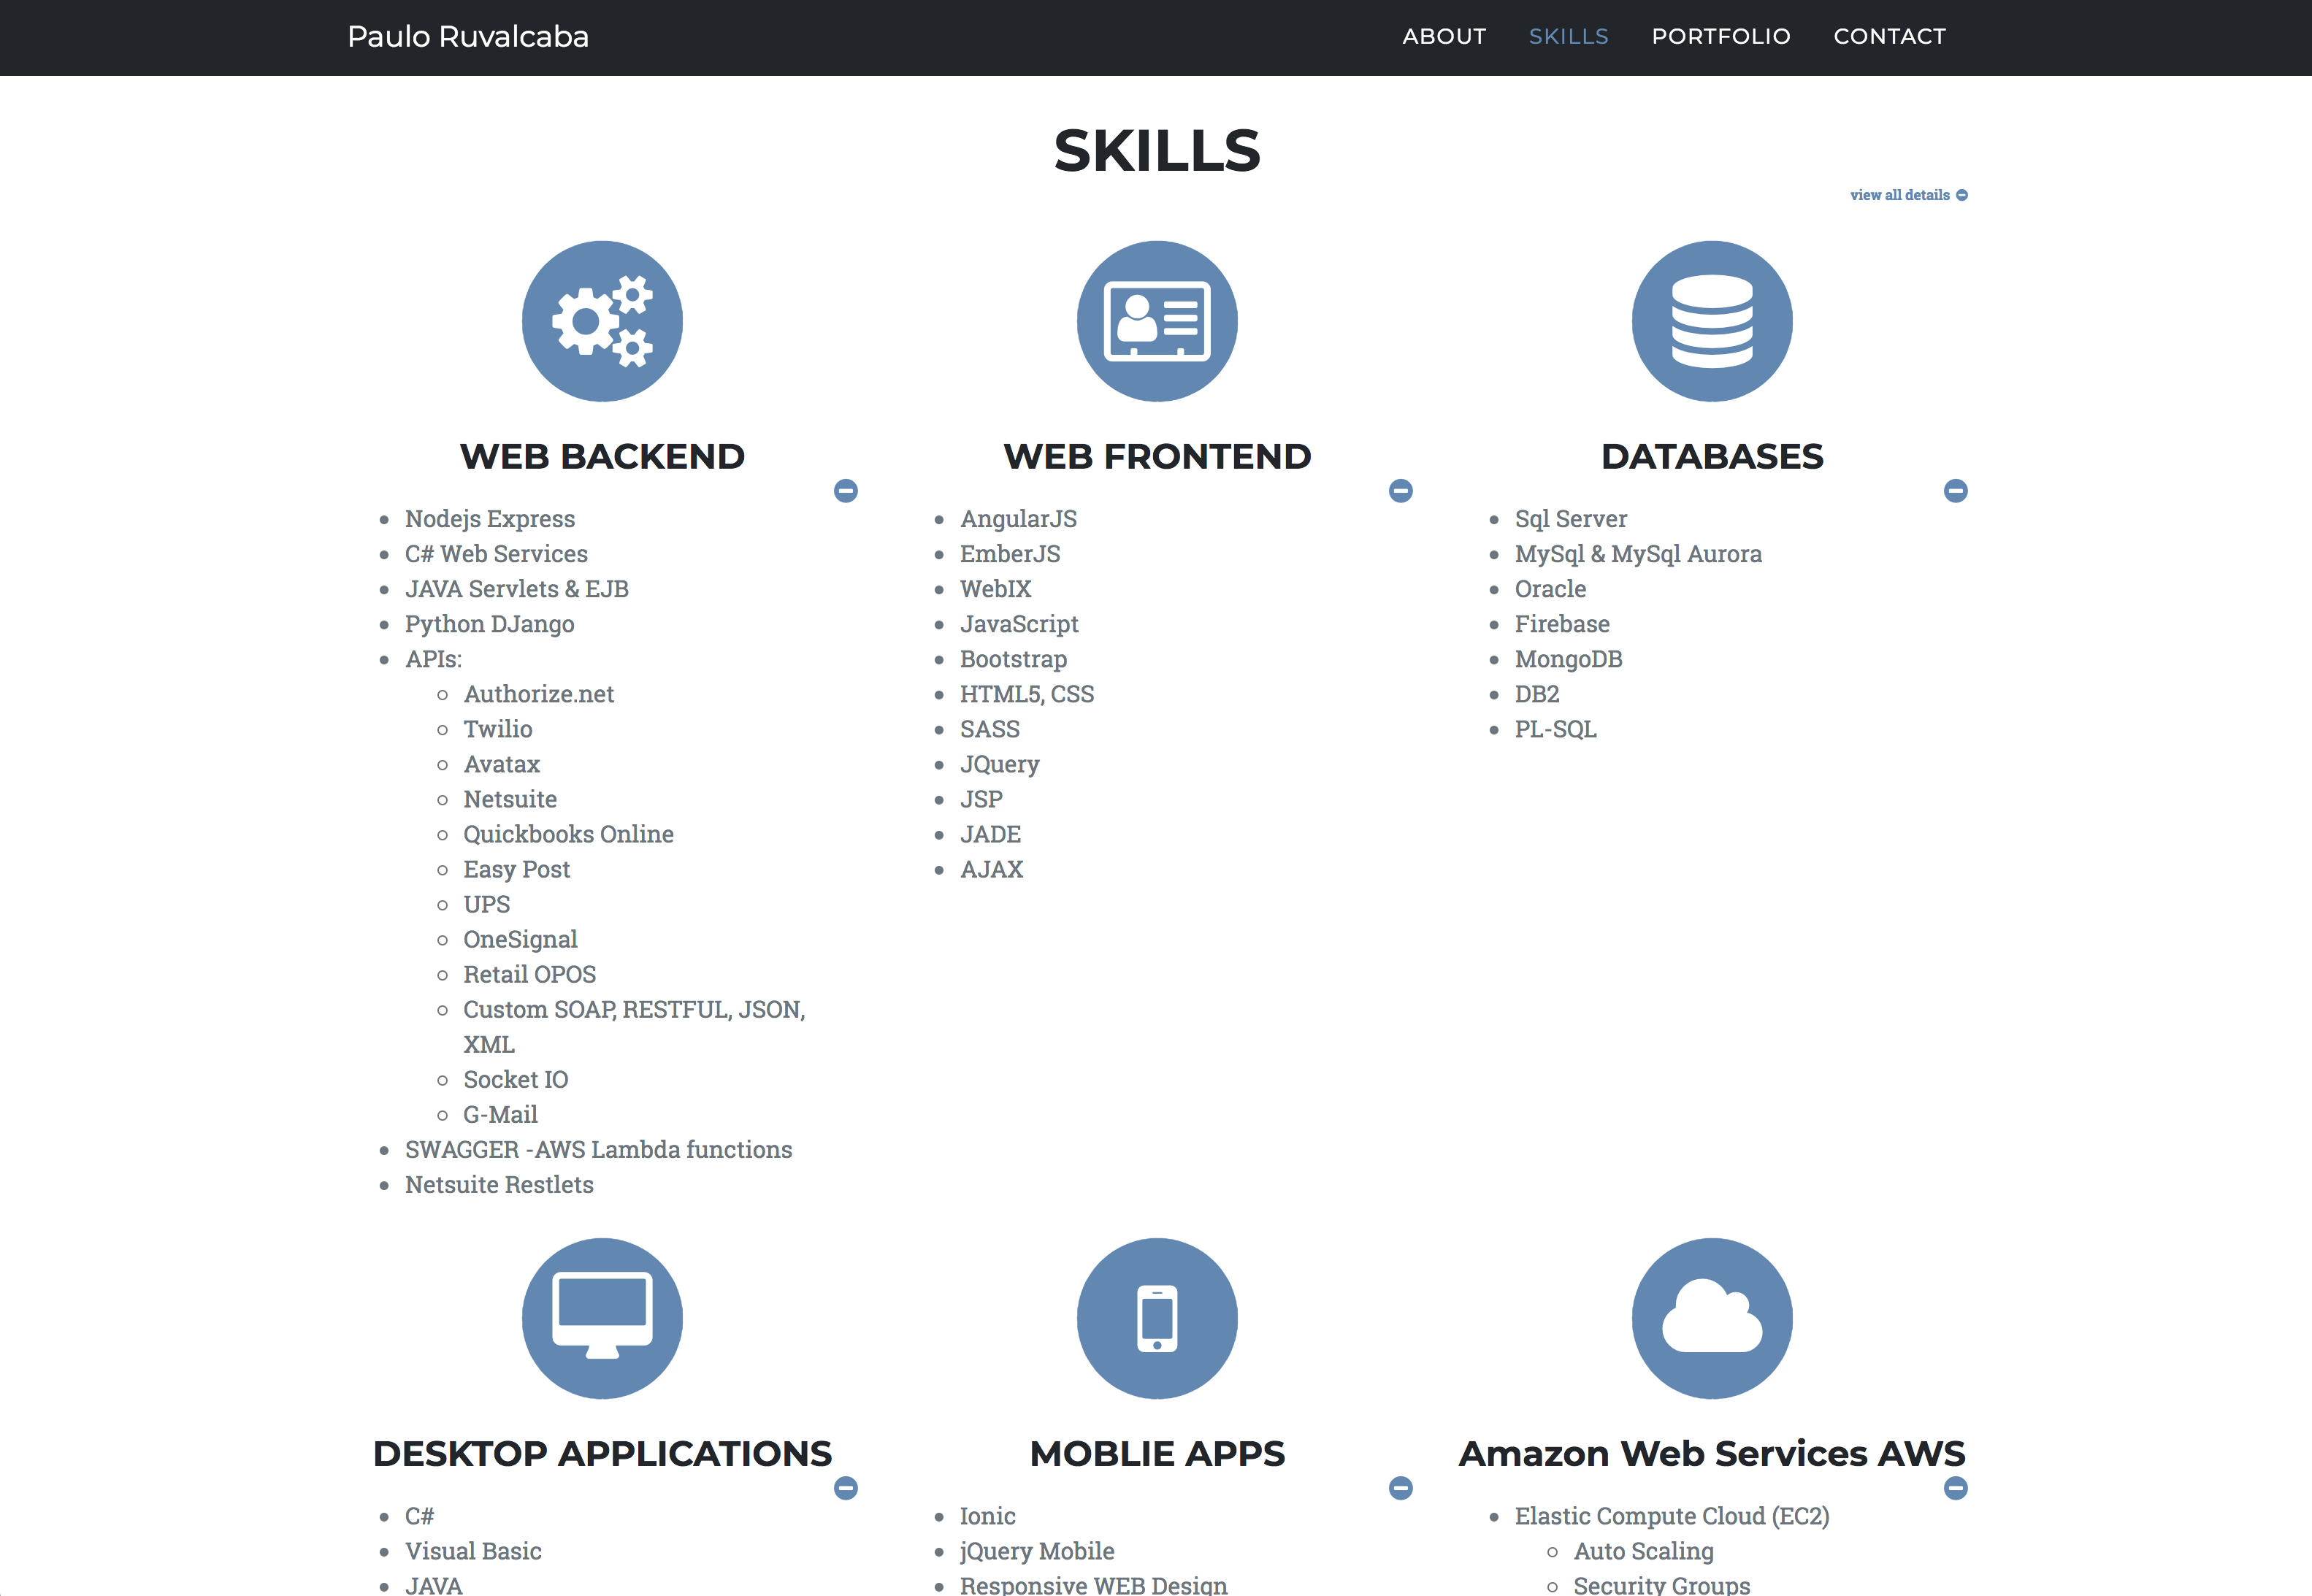 Paulo Ruvalcaba
ABOUT SKILLS PORTFOLIO CONTACT
SKILLS
view all details
WEB BACKEND
Nodejs Express
C# Web Services
JAVA Servlets & EJB
Python DJango
APIs:
Authorize.net
Twilio
Avatax
Netsuite
Quickbooks Online
Easy Post
UPS
OneSignal
Retail OPOS
Custom SOAP, RESTFUL, JSON,
XML
Socket IO
G-Mail
SWAGGER -AWS Lambda functions
Netsuite Restlets
WEB FRONTEND
AngularJS
EmberJS
WebIX
JavaScript
Bootstrap
HTML5, CSS
SASS
JQuery
JSP
JADE
AJAX
DATABASES
Sql Server
MySql & MySql Aurora
Oracle
Firebase
MongoDB
DB2
PL-SQL
DESKTOP APPLICATIONS
C#
Visual Basic
JAVA
MOBLIE APPS
Ionic
jQuery Mobile
Responsive WEB Design
Amazon Web Services AWS
Elastic Compute Cloud (EC2)
Auto Scaling
Security Groups